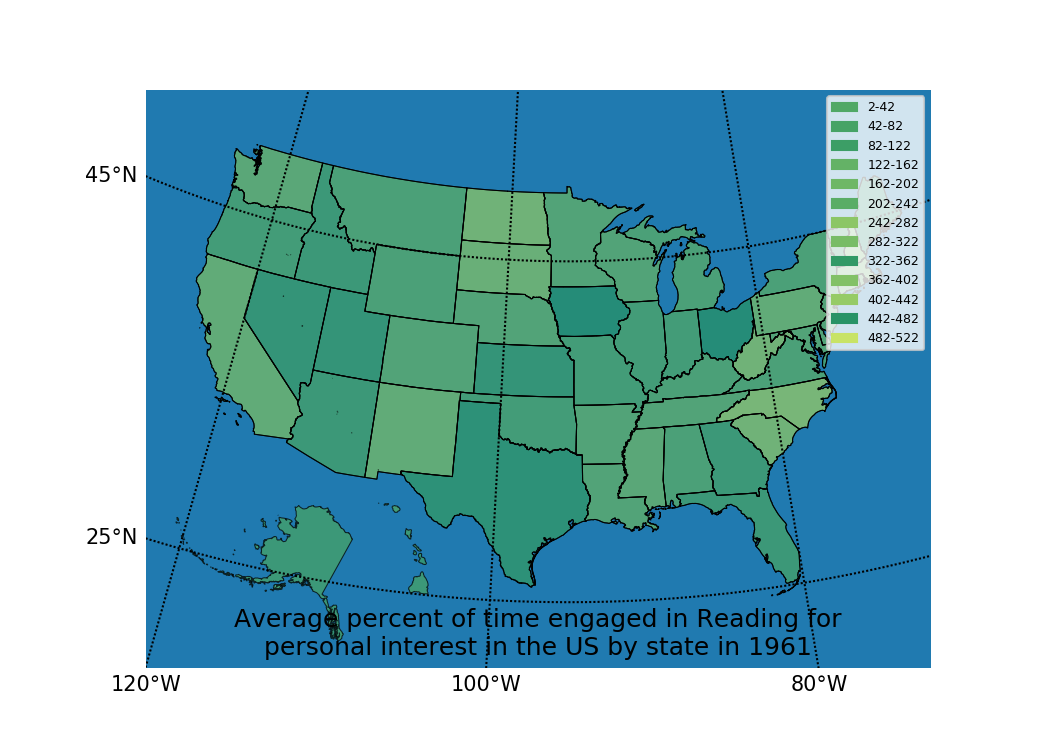 2-42
42-82
82-122
122-162
162-202
202-242
242-282
282-322
322-362
362-402
402-442
442-482
482-522
45°N
25°N
Average percent of time engaged in Reading for
personal interest in the US by state in 1961
120°W 100°W 80°W